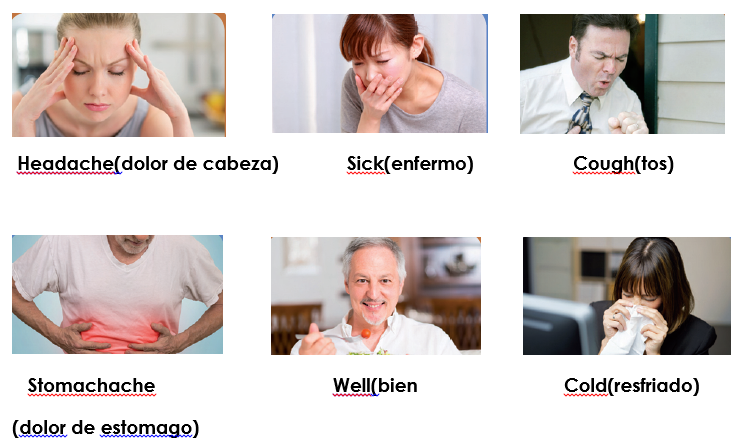 Headache(dolor de cabeza)
Sick(enfermo)
Cough(tos)
Stomachache
Well(bien
Cold(resfriado)
(dolor de estomago)